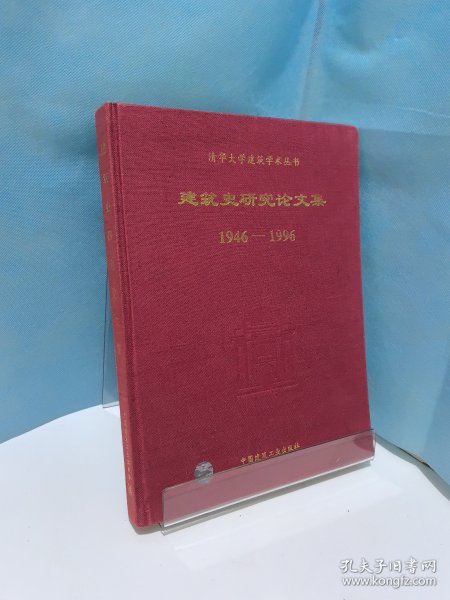 清华大学建筑学术丛书
建筑史研究论文集
1946—1996
中国建筑工业出版社
孔夫子旧书网
www.kongfz.com